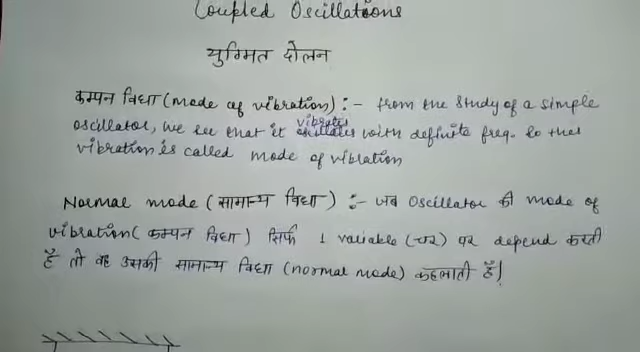 Coupled Oscillations
युग्मित दोलन
कम्पन विधा (mode of vibration) :- from the study of a simple
oscillator, we see that it vibrates with definite freq. so this
vibration is called mode of vibration
Normal mode (सामान्य विधा) :- जब Oscillator की mode of
vibration (कम्पन विधा) सिर्फ 1 variable (चर) पर depend करती
है तो वह उसकी सामान्य विधा (normal mode) कहलाती है।